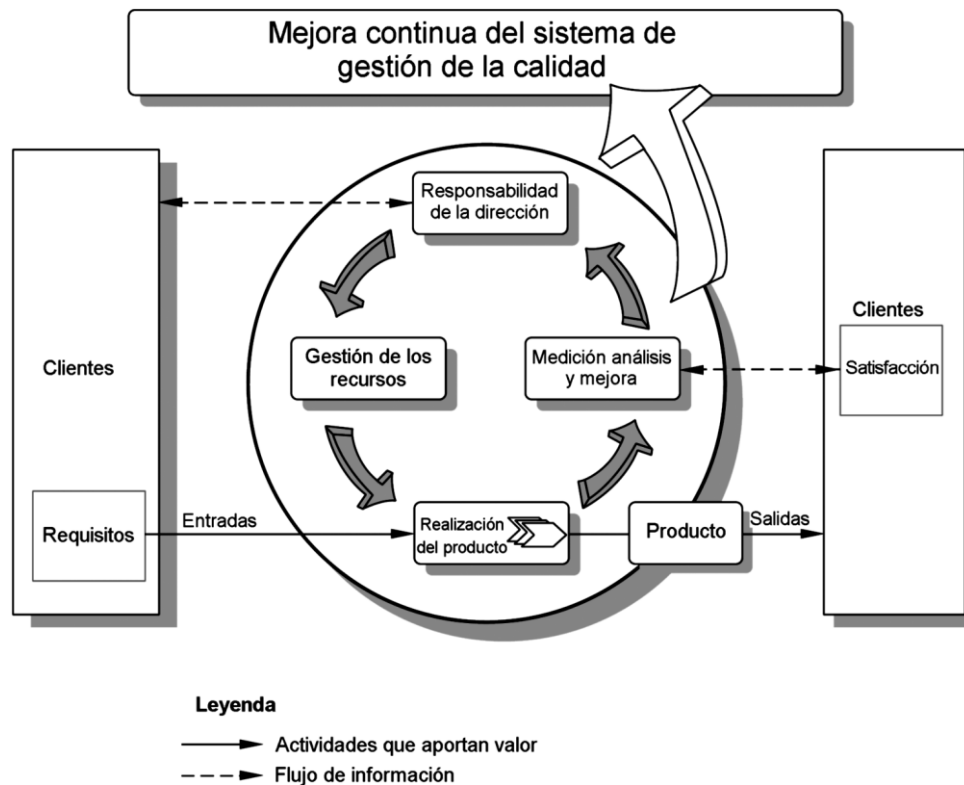 Mejora continua del sistema de
gestión de la calidad
Responsabilidad
de la dirección
Clientes
Gestión de los
recursos
Medición análisis
y mejora
Clientes
Satisfacción
Requisitos
Entradas
Realización
del producto
Producto
Salidas
Leyenda
Actividades que aportan valor
Flujo de información